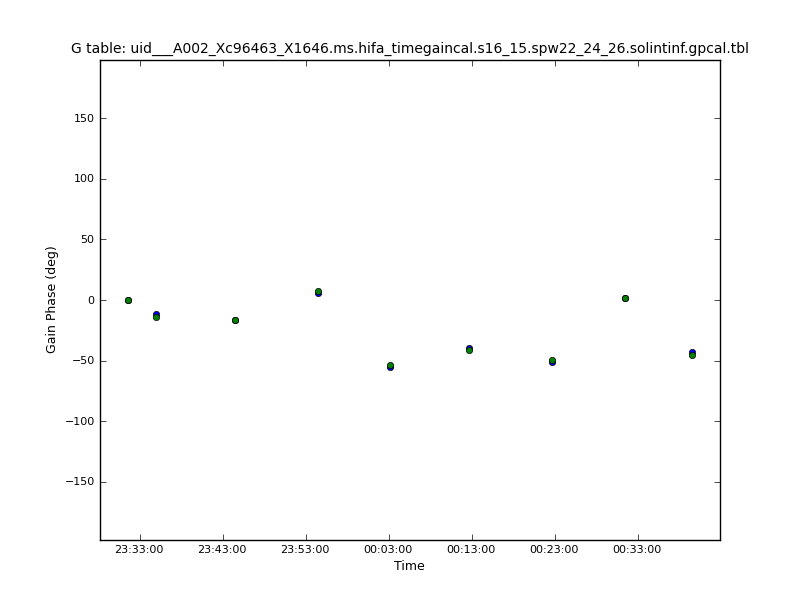 G table: uid___A002_Xc96463_X1646.ms.hifa_timegaincal.s16_15.spw22_24_26.solintinf.gpcal.tbl
150
100
50
0
−50
−100
−150
Gain Phase (deg)
23:33:00 23:43:00 23:53:00 00:03:00 00:13:00 00:23:00 00:33:00
Time